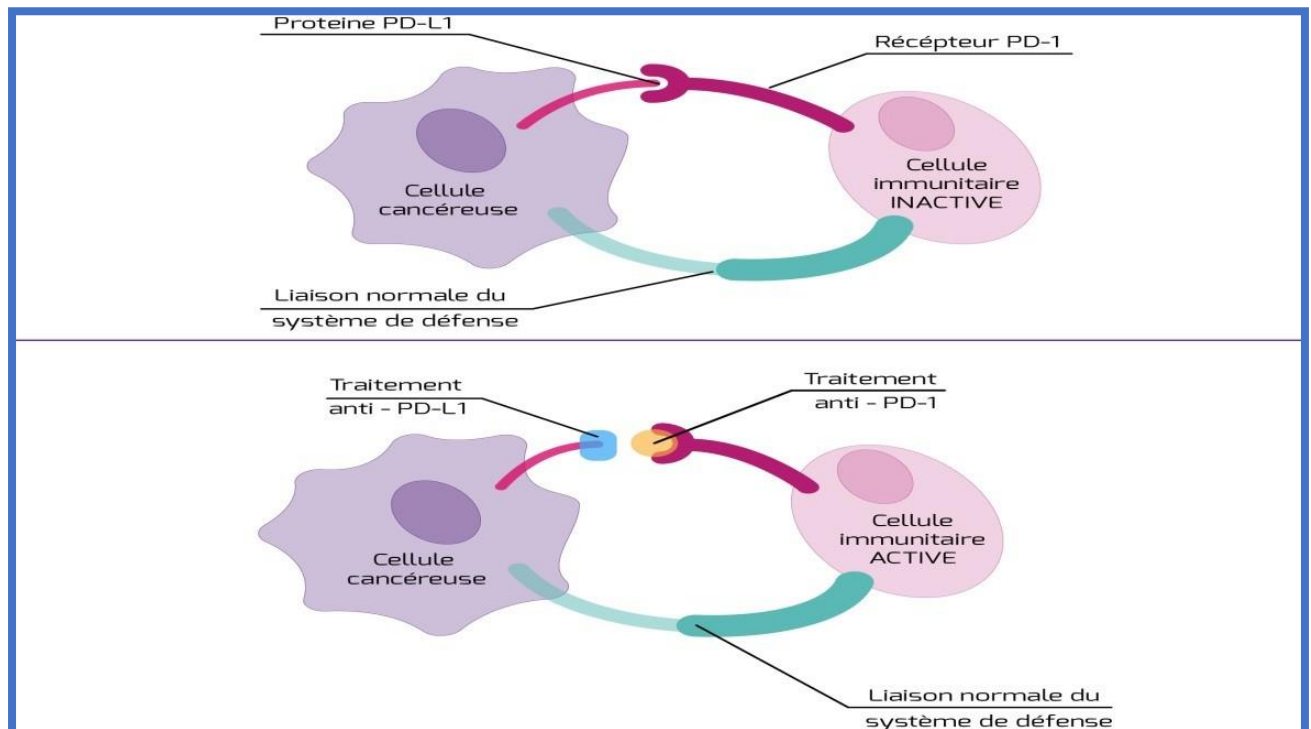 Proteine PD-L1
Récépteur PD-1
Cellule
cancéreuse
Cellule
immunitaire
INACTIVE
Liaison normale du
système de défense
Traitement
anti - PD-L1
Traitement
anti - PD-1
Cellule
cancéreuse
Cellule
immunitaire
ACTIVE
Liaison normale du
système de défense